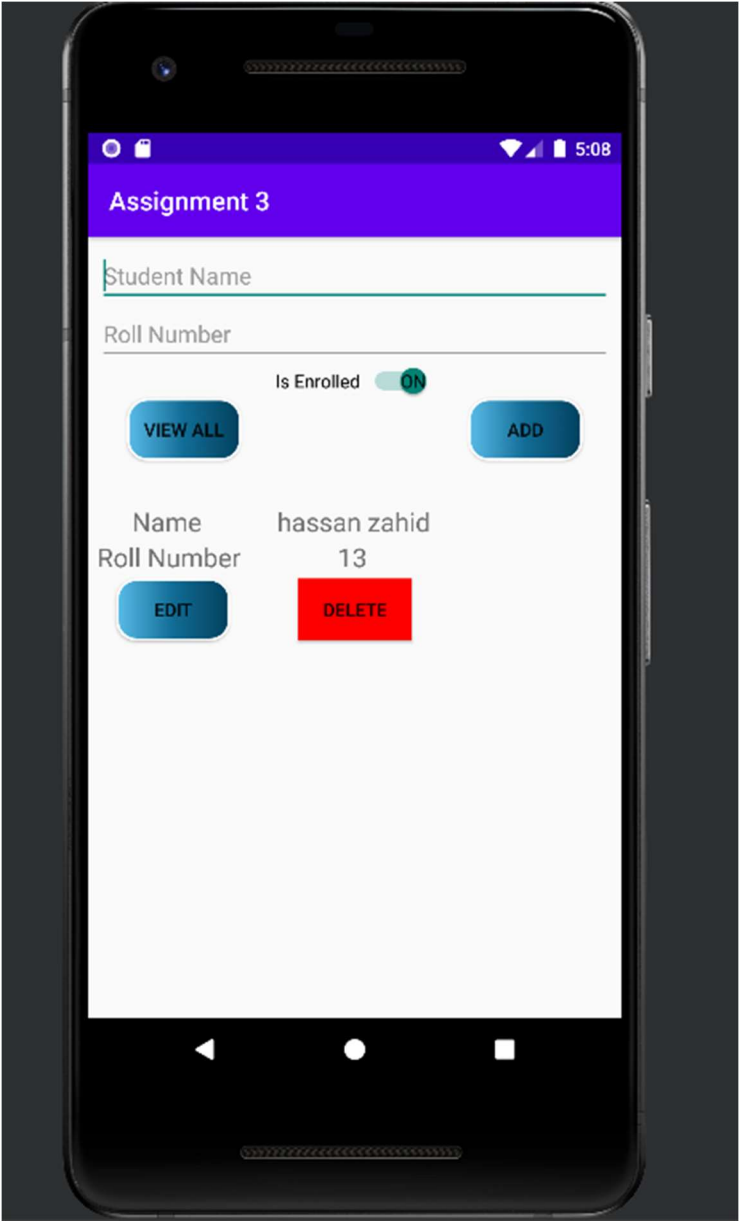 5:08
Assignment 3
Student Name
Roll Number
Is Enrolled ON
VIEW ALL ADD
Name hassan zahid
Roll Number 13
EDIT DELETE